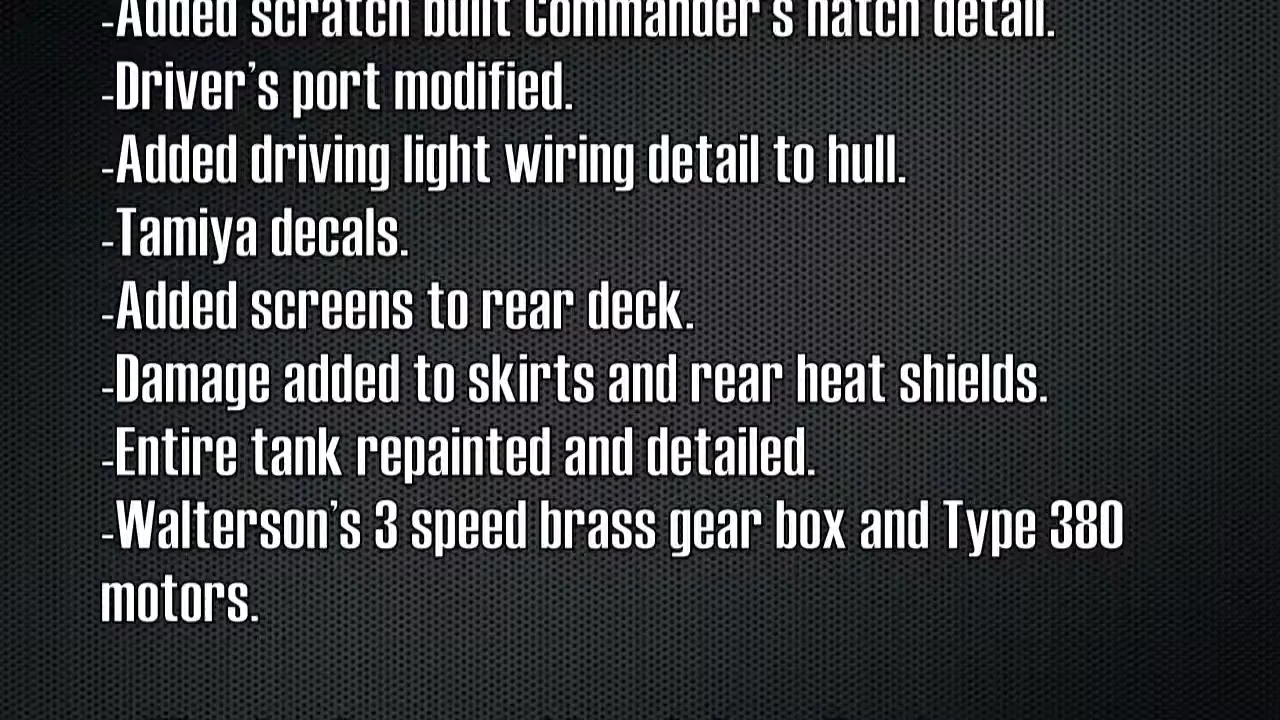 -Added scratch built Commander's hatch detail.
-Driver's port modified.
-Added driving light wiring detail to hull.
-Tamiya decals.
-Added screens to rear deck.
-Damage added to skirts and rear heat shields.
-Entire tank repainted and detailed.
-Walterson's 3 speed brass gear box and Type 380
motors.